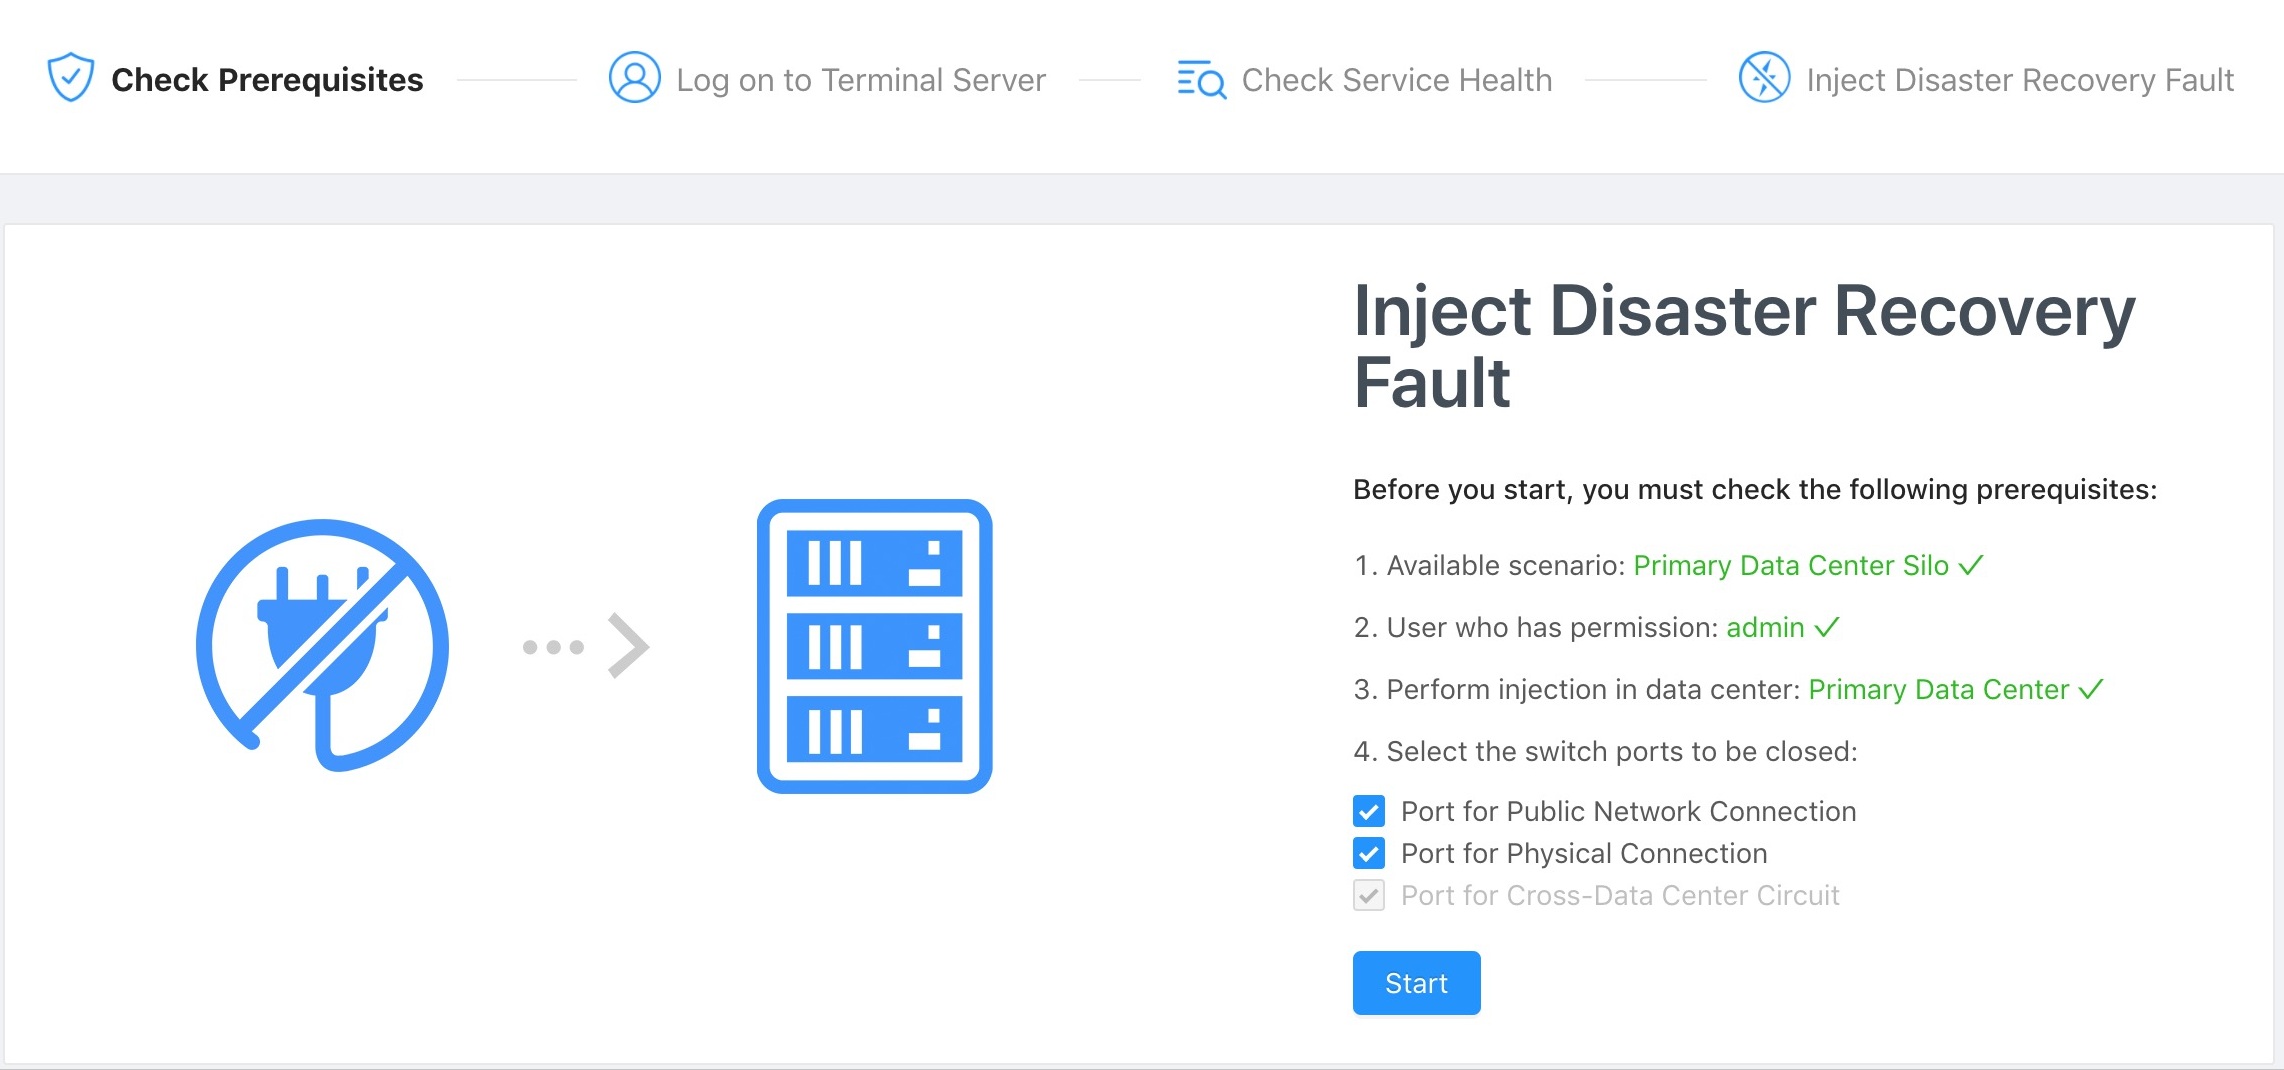 Check Prerequisites
Log on to Terminal Server
Check Service Health
Inject Disaster Recovery Fault
Inject Disaster Recovery
Fault
Before you start, you must check the following prerequisites:
1. Available scenario: Primary Data Center Silo
2. User who has permission: admin
3. Perform injection in data center: Primary Data Center
4. Select the switch ports to be closed:
Port for Public Network Connection
Port for Physical Connection
Port for Cross-Data Center Circuit
Start